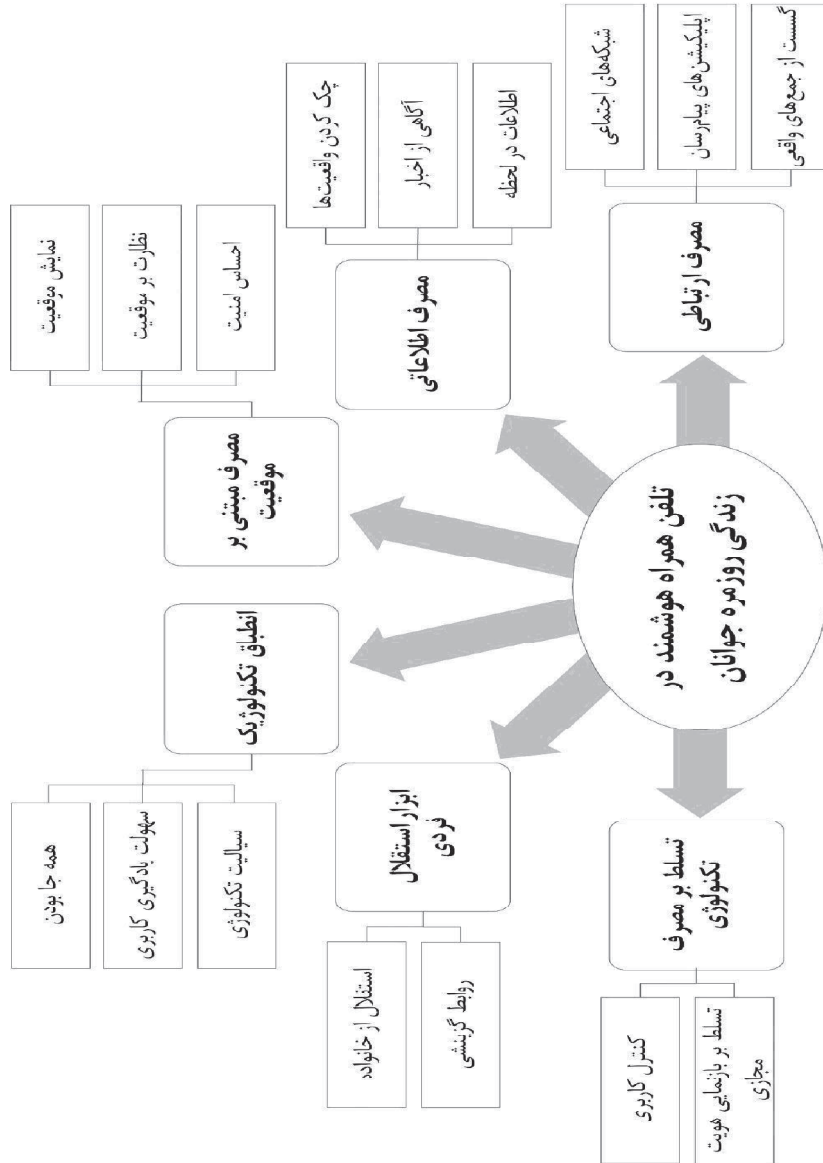 تلفن همراه هوشمند در
زندگی روزمره جوانان
مصرف ارتباطی
شبکه‌های اجتماعی
اپلیکیشن‌های پیام‌رسان
گسست از جمع‌های واقعی
مصرف اطلاعاتی
چک کردن واقعیت‌ها
آگاهی از اخبار
اطلاعات در لحظه
مصرف مبتنی بر
موقعیت
نمایش موقعیت
نظارت بر موقعیت
احساس امنیت
انطباق تکنولوژیک
همه جا بودن
سهولت یادگیری کاربری
سیالیت تکنولوژی
ابزار استقلال
فردی
استقلال از خانواده
روابط گزینشی
تسلط بر مصرف
تکنولوژی
کنترل کاربری
تسلط بر بازنمایی هویت
مجازی